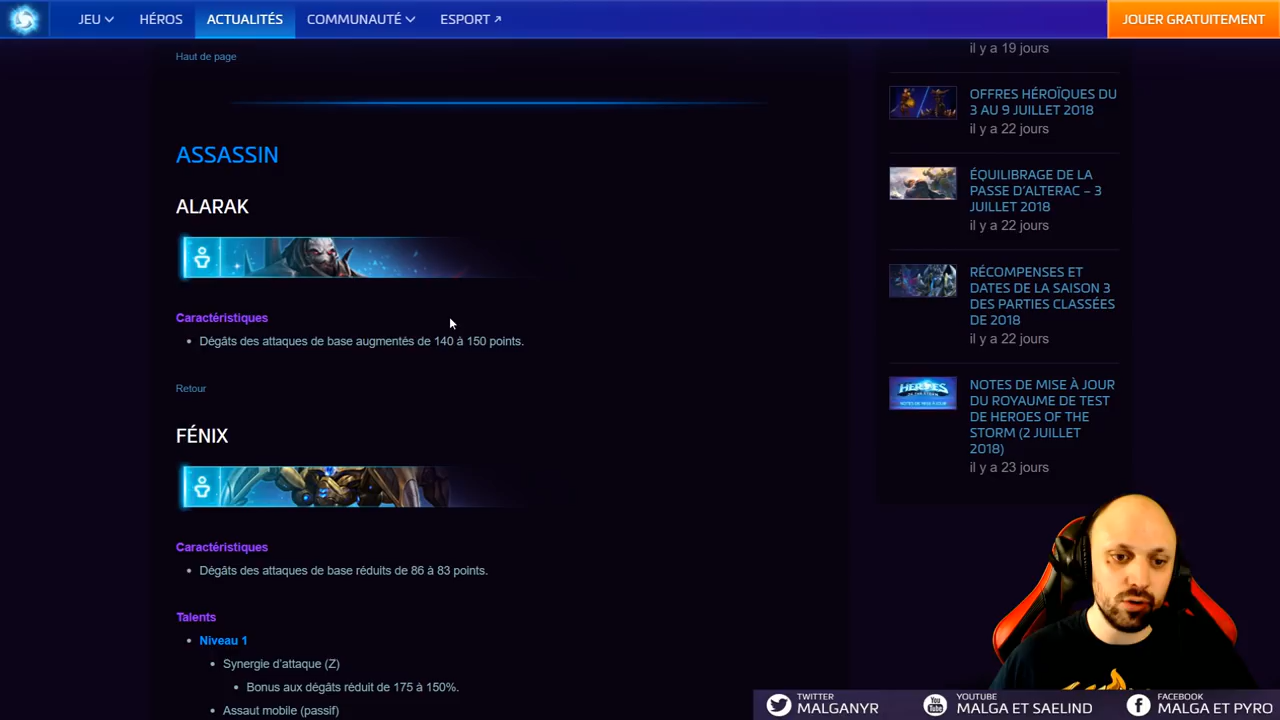 JEU
HÉROS
ACTUALITÉS
COMMUNAUTÉ
ESPORT
JOUER GRATUITEMENT
Haut de page
ASSASSIN
ALARAK
Caractéristiques
Dégâts des attaques de base augmentés de 140 à 150 points.
Retour
FÉNIX
Caractéristiques
Dégâts des attaques de base réduits de 86 à 83 points.
Talents
Niveau 1
Synergie d'attaque (Z)
Bonus aux dégâts réduit de 175 à 150%.
Assaut mobile (passif)
il y a 19 jours
OFFRES HÉROÏQUES DU
3 AU 9 JUILLET 2018
il y a 22 jours
ÉQUILIBRAGE DE LA
PASSE D'ALTERAC – 3
JUILLET 2018
il y a 22 jours
RÉCOMPENSES ET
DATES DE LA SAISON 3
DES PARTIES CLASSÉES
DE 2018
il y a 22 jours
HEROES
NOTES DE MISE À JOUR
DU ROYAUME DE TEST
DE HEROES OF THE
STORM (2 JUILLET
2018)
il y a 23 jours
TWITTER
MALGANYR
YOUTUBE
MALGA ET SAELIND
FACEBOOK
MALGA ET PYRO